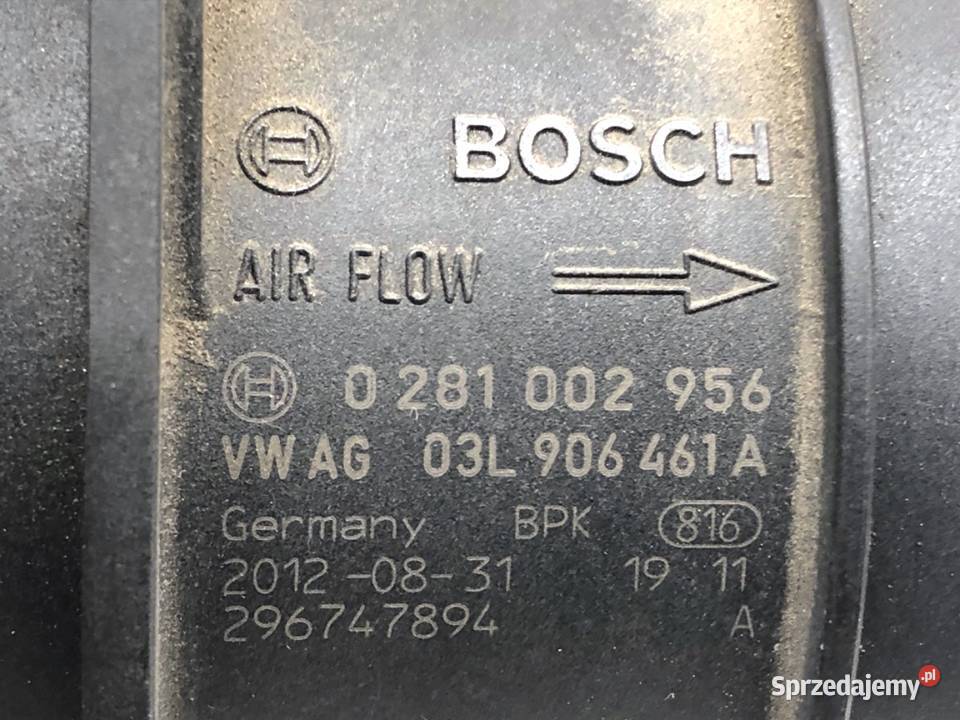 BOSCH
AIR FLOW
0 281 002 956
VW AG 03L 906 461 A
Germany BPK 816
2012-08-31 19 11
296747894 A
Sprzedajemy.pl